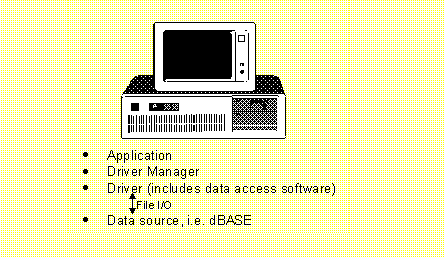 • Application
• Driver Manager
• Driver (includes data access software)
File I/O
• Data source, i.e. dBASE